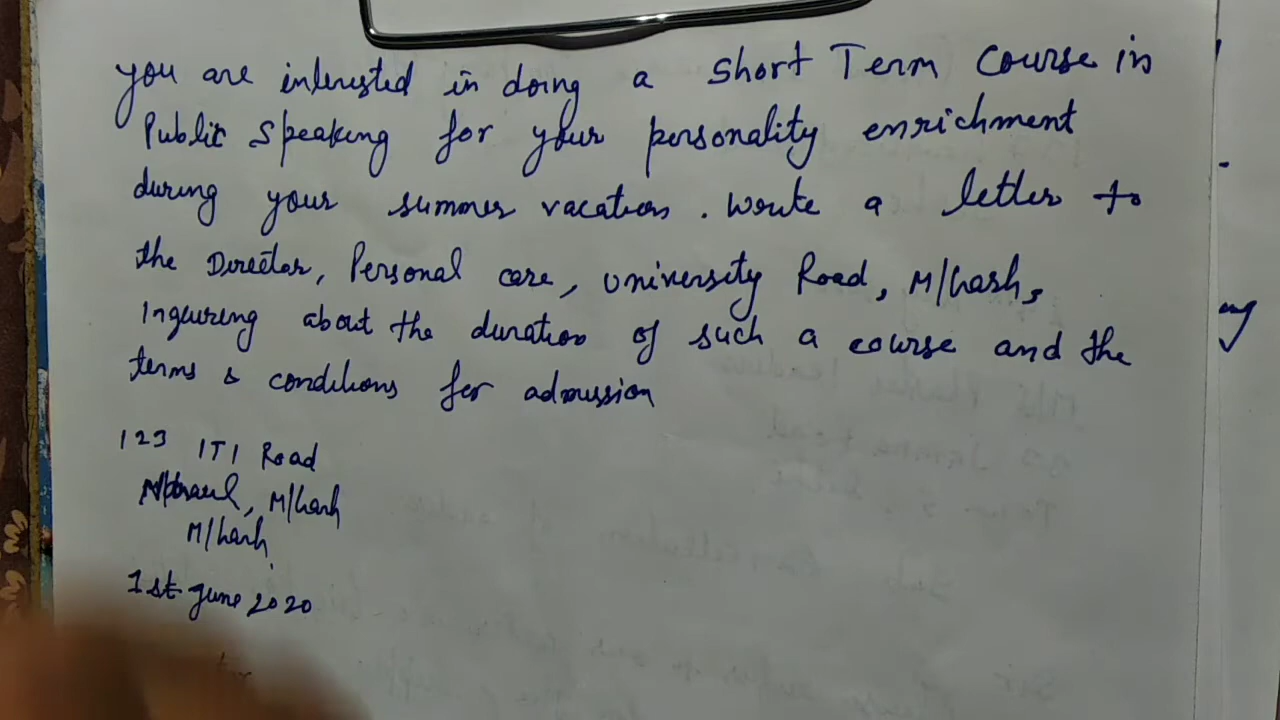 you are interested in doing a Short Term Course in
Public Speaking for your personality enrichment
during your summer vacation. Write a letter to
the Director, Personal care, University Road, M/hash,
Inquiring about the duration of such a course and the
terms & conditions for admission
123 ITI Road
M/hash
M/hash
1st june 2020